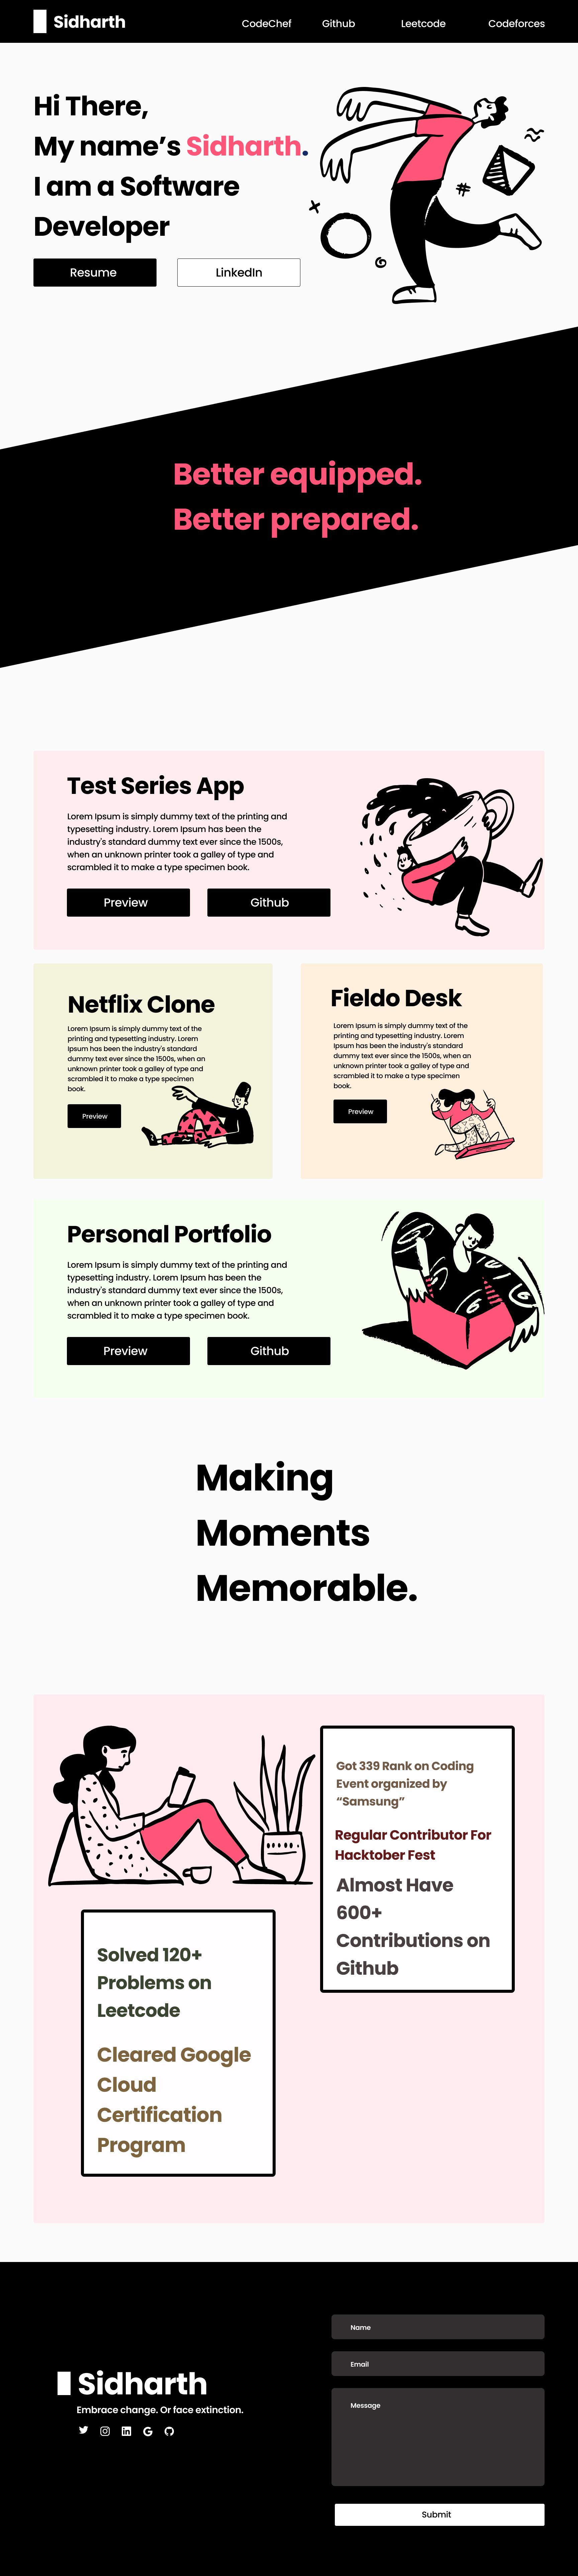 Sidharth
CodeChef
Github
Leetcode
Codeforces
Hi There,
My name’s Sidharth.
I am a Software
Developer
Resume
LinkedIn
Better equipped.
Better prepared.
Test Series App
Lorem Ipsum is simply dummy text of the printing and
typesetting industry. Lorem Ipsum has been the
industry's standard dummy text ever since the 1500s,
when an unknown printer took a galley of type and
scrambled it to make a type specimen book.
Preview
Github
Netflix Clone
Lorem Ipsum is simply dummy text of the
printing and typesetting industry. Lorem
Ipsum has been the industry's standard
dummy text ever since the 1500s, when an
unknown printer took a galley of type and
scrambled it to make a type specimen
book.
Preview
Fieldo Desk
Lorem Ipsum is simply dummy text of the
printing and typesetting industry. Lorem
Ipsum has been the industry's standard
dummy text ever since the 1500s, when an
unknown printer took a galley of type and
scrambled it to make a type specimen
book.
Preview
Personal Portfolio
Lorem Ipsum is simply dummy text of the printing and
typesetting industry. Lorem Ipsum has been the
industry's standard dummy text ever since the 1500s,
when an unknown printer took a galley of type and
scrambled it to make a type specimen book.
Preview
Github
Making
Moments
Memorable.
Got 339 Rank on Coding
Event organized by
“Samsung”
Regular Contributor For
Hacktober Fest
Almost Have
600+
Contributions on
Github
Solved 120+
Problems on
Leetcode
Cleared Google
Cloud
Certification
Program
Sidharth
Embrace change. Or face extinction.
Name
Email
Message
Submit